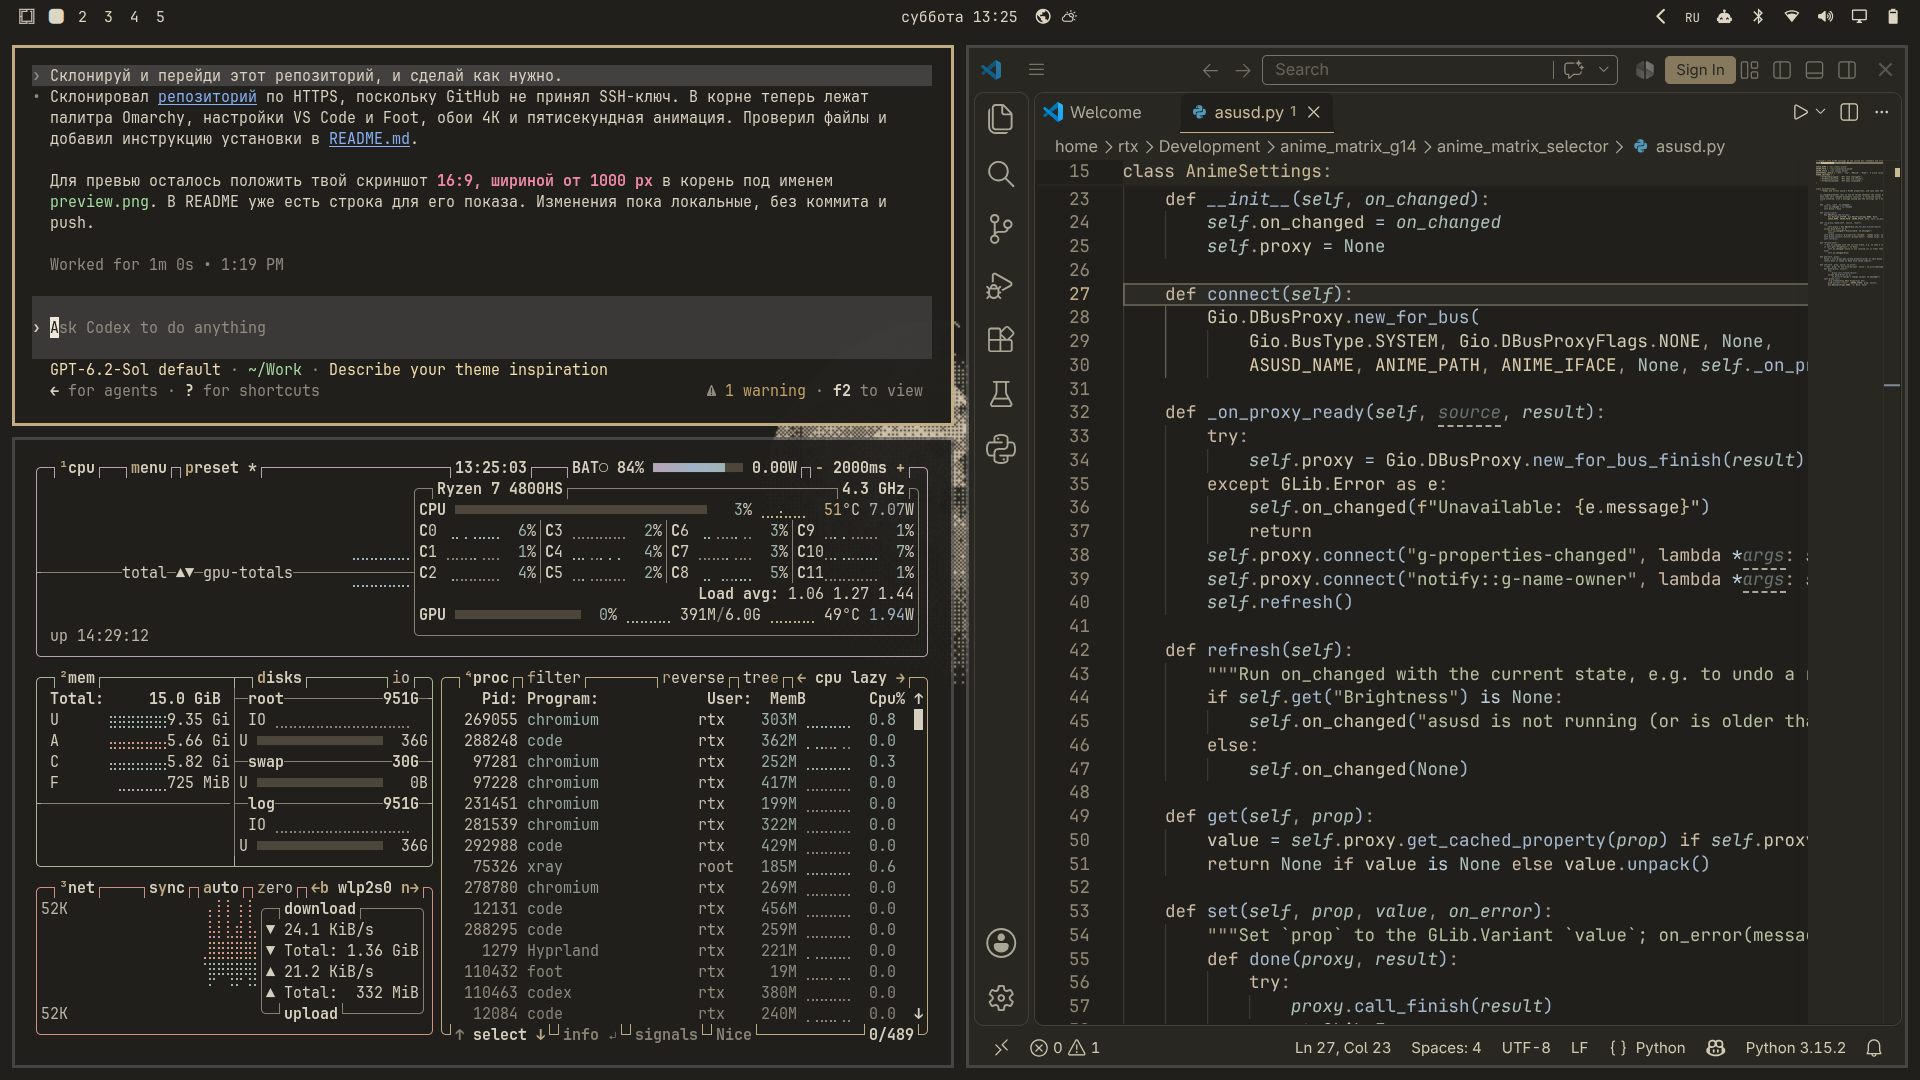 2 3 4 5
суббота 13:25
RU
› Склонируй и перейди этот репозиторий, и сделай как нужно.
• Склонировал репозиторий по HTTPS, поскольку GitHub не принял SSH-ключ. В корне теперь лежат
палитра Omarchy, настройки VS Code и Foot, обои 4K и пятисекундная анимация. Проверил файлы и
добавил инструкцию установки в README.md.
Для превью осталось положить твой скриншот 16:9, шириной от 1000 px в корень под именем
preview.png. В README уже есть строка для его показа. Изменения пока локальные, без коммита и
push.
Worked for 1m 0s • 1:19 PM
› Ask Codex to do anything
GPT-6.2-Sol default · ~/Work · Describe your theme inspiration
← for agents · ? for shortcuts ⚠ 1 warning · f2 to view
¹cpu menu preset * 13:25:03 BAT○ 84% 0.00W - 2000ms +
Ryzen 7 4800HS 4.3 GHz
CPU 3% 51°C 7.07W
C0 6% C3 2% C6 3% C9 1%
C1 1% C4 4% C7 3% C10 7%
total ▲▼ gpu-totals
C2 4% C5 2% C8 5% C11 1%
Load avg: 1.06 1.27 1.44
GPU 0% 391M/6.0G 49°C 1.94W
up 14:29:12
²mem disks io
Total: 15.0 GiB root 951G
U 9.35 Gi IO
A 5.66 Gi U 36G
C 5.82 Gi swap 30G
F 725 MiB U 0B
log 951G
IO
U 36G
³net sync auto zero ←b wlp2s0 n→
52K download
▼ 24.1 KiB/s
▼ Total: 1.36 GiB
▲ 21.2 KiB/s
▲ Total: 332 MiB
52K upload
⁴proc filter reverse tree ← cpu lazy →
Pid: Program: User: MemB Cpu% ↑
269055 chromium rtx 303M 0.8
288248 code rtx 362M 0.0
97281 chromium rtx 252M 0.3
97228 chromium rtx 417M 0.0
231451 chromium rtx 199M 0.0
281539 chromium rtx 322M 0.0
292988 code rtx 429M 0.0
75326 xray root 185M 0.6
278780 chromium rtx 269M 0.0
12131 code rtx 456M 0.0
288295 code rtx 259M 0.0
1279 Hyprland rtx 221M 0.0
110432 foot rtx 19M 0.0
110463 codex rtx 380M 0.0
12084 code rtx 240M 0.0 ↓
↑ select ↓ info ↵ signals Nice 0/489
Search
Sign In
Welcome
asusd.py 1
home > rtx > Development > anime_matrix_g14 > anime_matrix_selector > asusd.py
15 class AnimeSettings:
23 def __init__(self, on_changed):
24 self.on_changed = on_changed
25 self.proxy = None
26
27 def connect(self):
28 Gio.DBusProxy.new_for_bus(
29 Gio.BusType.SYSTEM, Gio.DBusProxyFlags.NONE, None,
30 ASUSD_NAME, ANIME_PATH, ANIME_IFACE, None, self._on_p
31
32 def _on_proxy_ready(self, source, result):
33 try:
34 self.proxy = Gio.DBusProxy.new_for_bus_finish(result)
35 except GLib.Error as e:
36 self.on_changed(f"Unavailable: {e.message}")
37 return
38 self.proxy.connect("g-properties-changed", lambda *args:
39 self.proxy.connect("notify::g-name-owner", lambda *args:
40 self.refresh()
41
42 def refresh(self):
43 """Run on_changed with the current state, e.g. to undo a
44 if self.get("Brightness") is None:
45 self.on_changed("asusd is not running (or is older tha
46 else:
47 self.on_changed(None)
48
49 def get(self, prop):
50 value = self.proxy.get_cached_property(prop) if self.proxy
51 return None if value is None else value.unpack()
52
53 def set(self, prop, value, on_error):
54 """Set `prop` to the GLib.Variant `value`; on_error(messa
55 def done(proxy, result):
56 try:
57 proxy.call_finish(result)
0 1
Ln 27, Col 23 Spaces: 4 UTF-8 LF { } Python Python 3.15.2